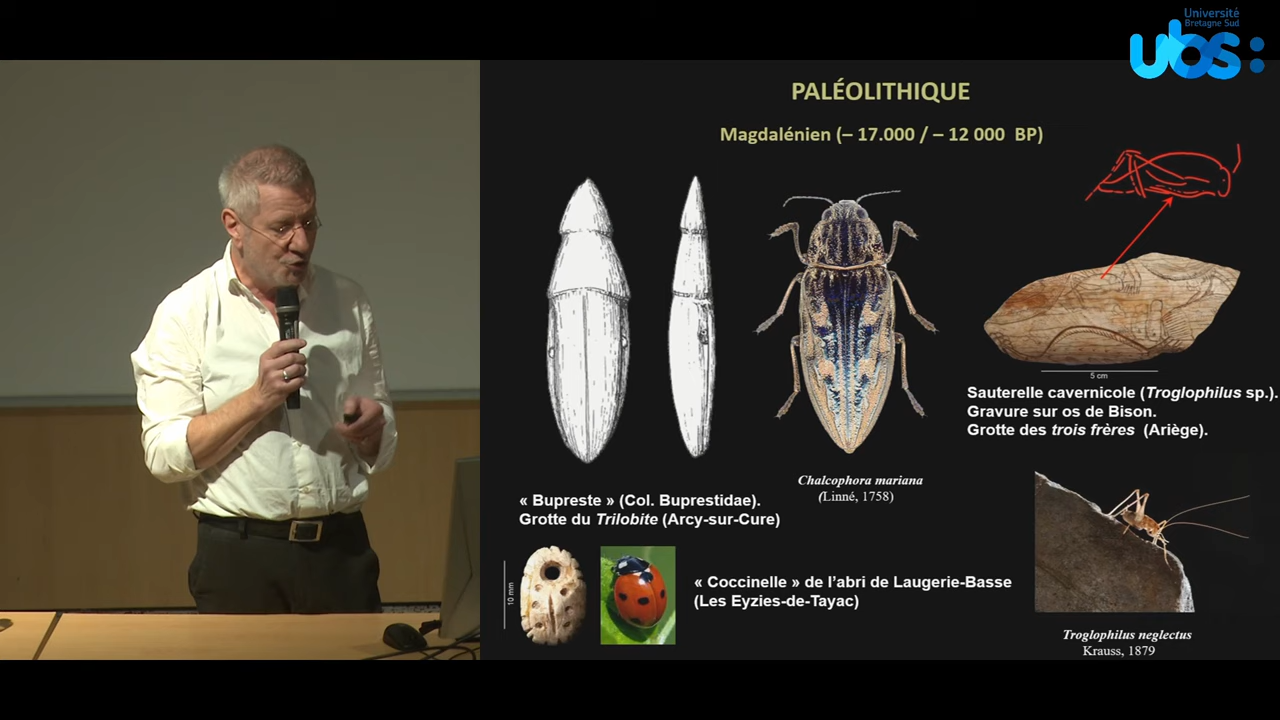 Université
Bretagne Sud
ubs:
PALÉOLITHIQUE
Magdalénien (– 17.000 / – 12 000 BP)
5 cm
Sauterelle cavernicole (Troglophilus sp.).
Gravure sur os de Bison.
Grotte des trois frères (Ariège).
Chalcophora mariana
(Linné, 1758)
« Bupreste » (Col. Buprestidae).
Grotte du Trilobite (Arcy-sur-Cure)
10 mm
« Coccinelle » de l'abri de Laugerie-Basse
(Les Eyzies-de-Tayac)
Troglophilus neglectus
Krauss, 1879